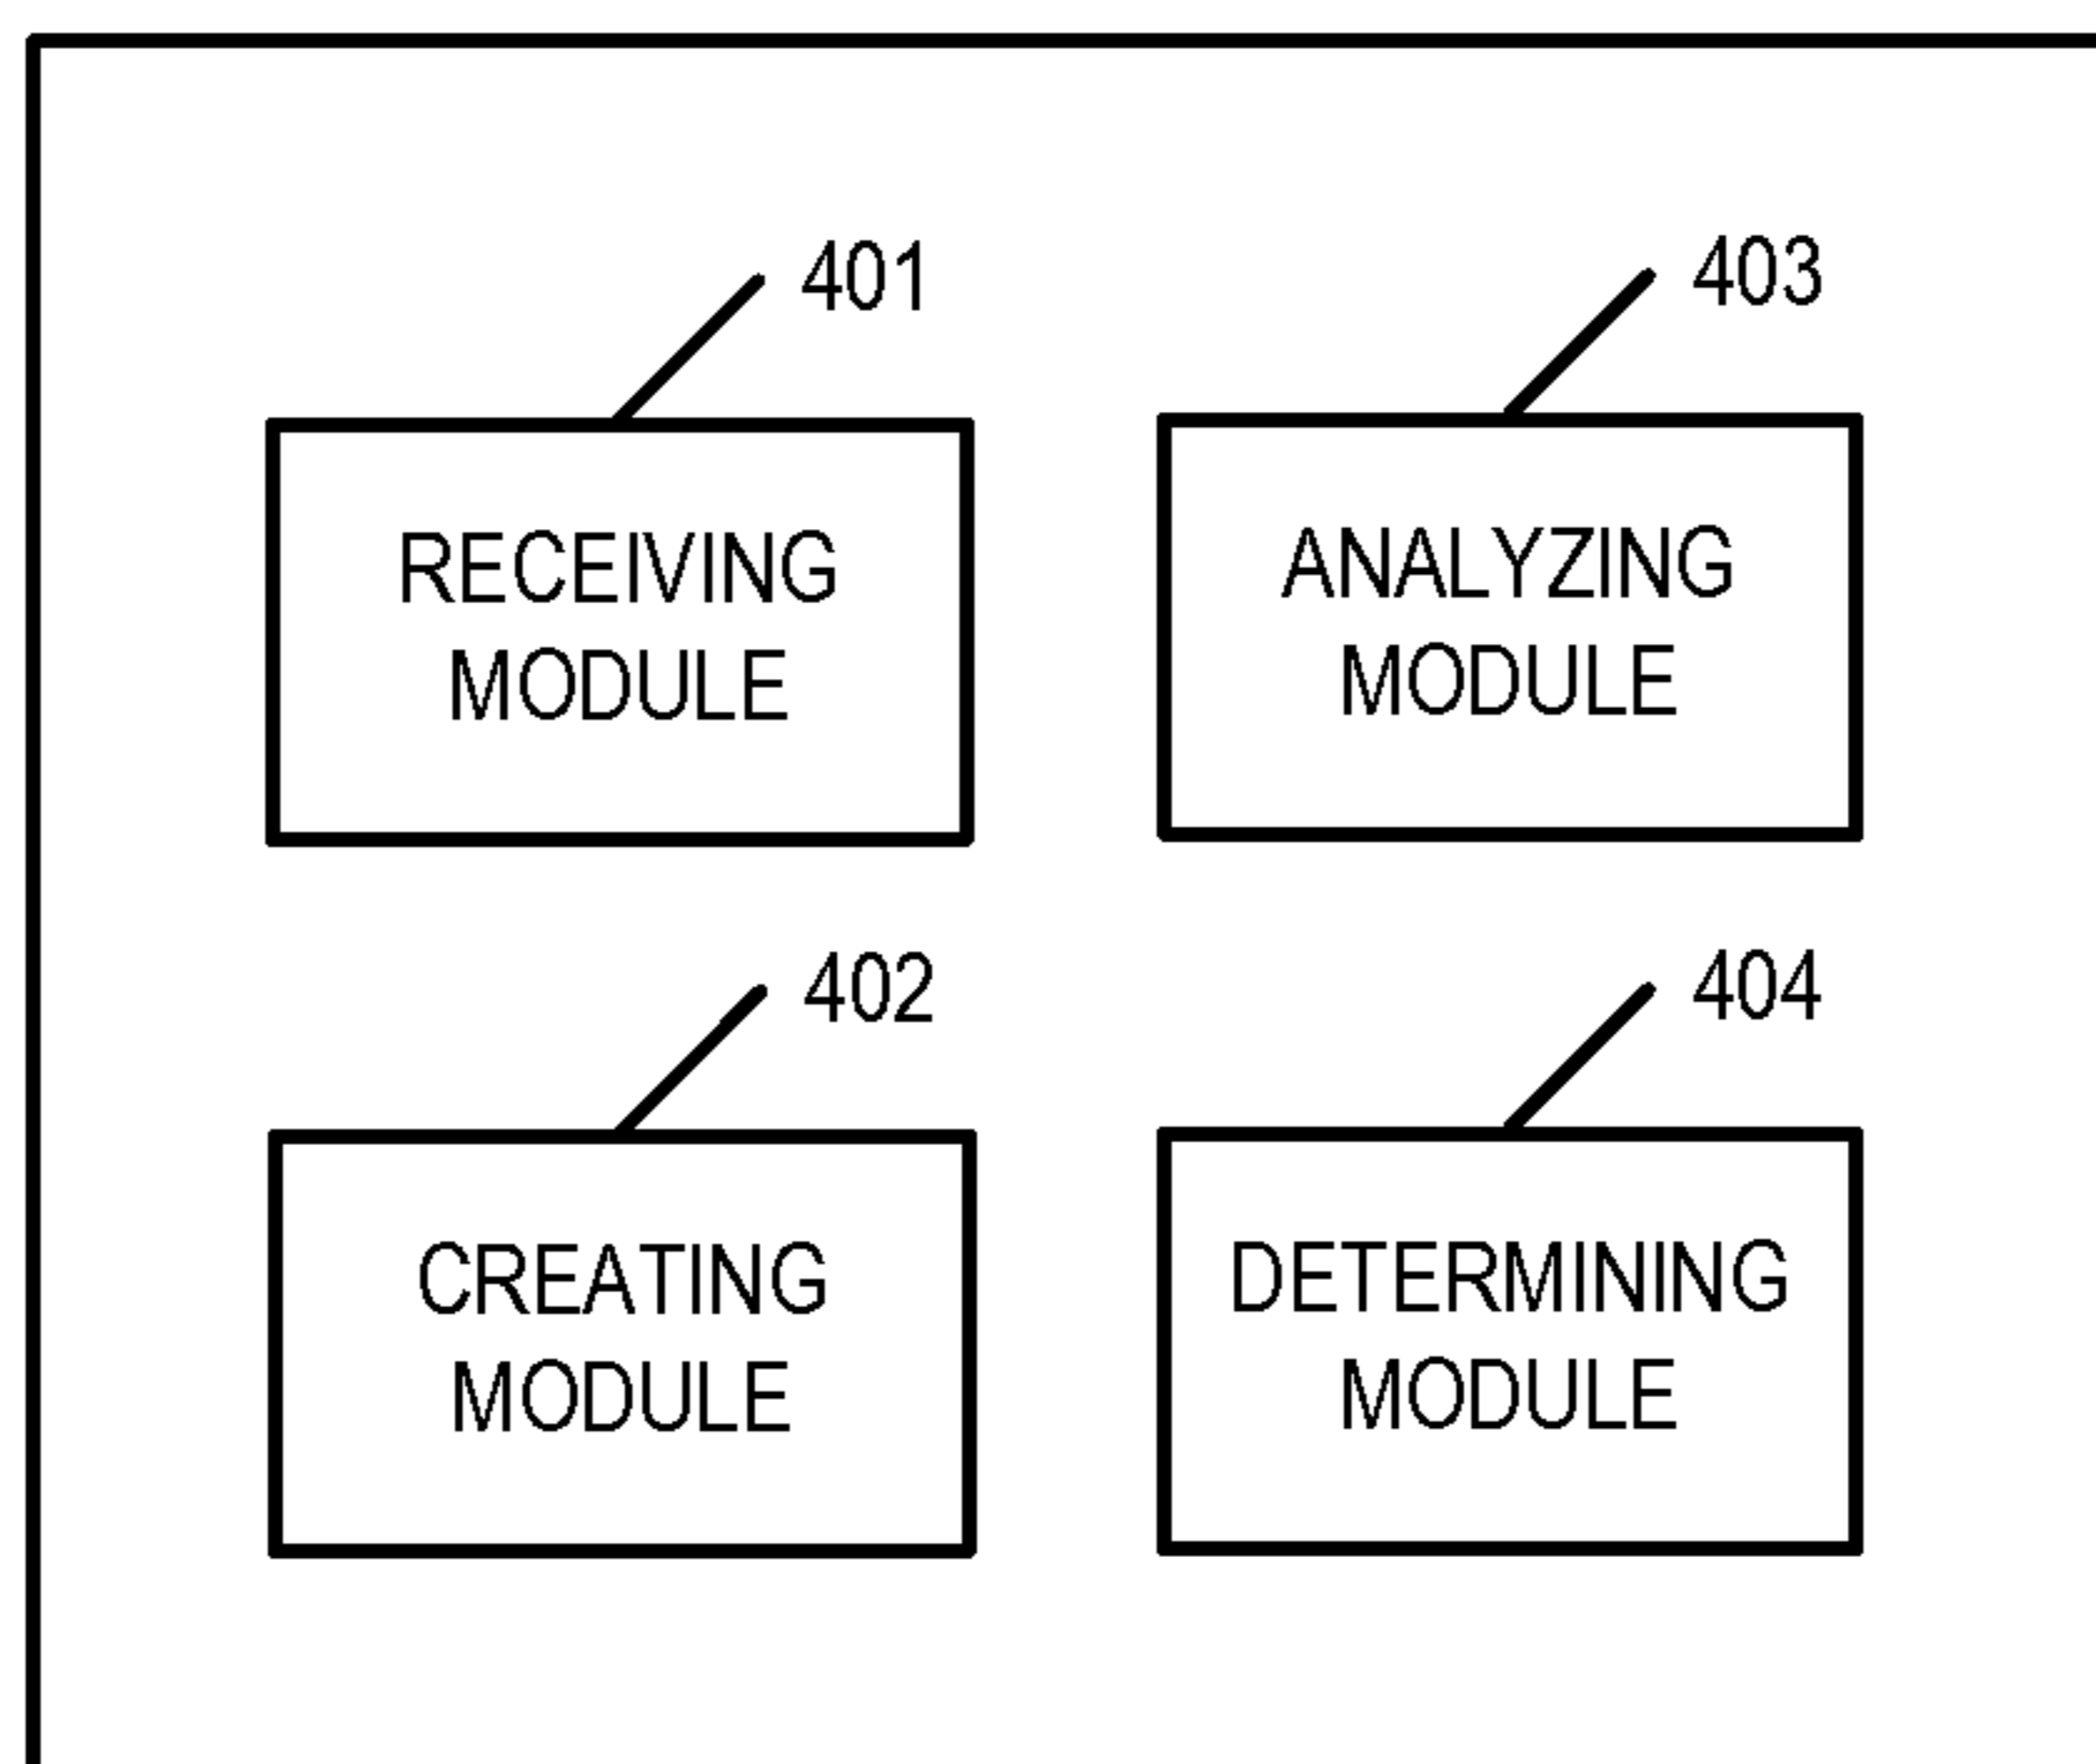 401
RECEIVING
MODULE
403
ANALYZING
MODULE
402
CREATING
MODULE
404
DETERMINING
MODULE